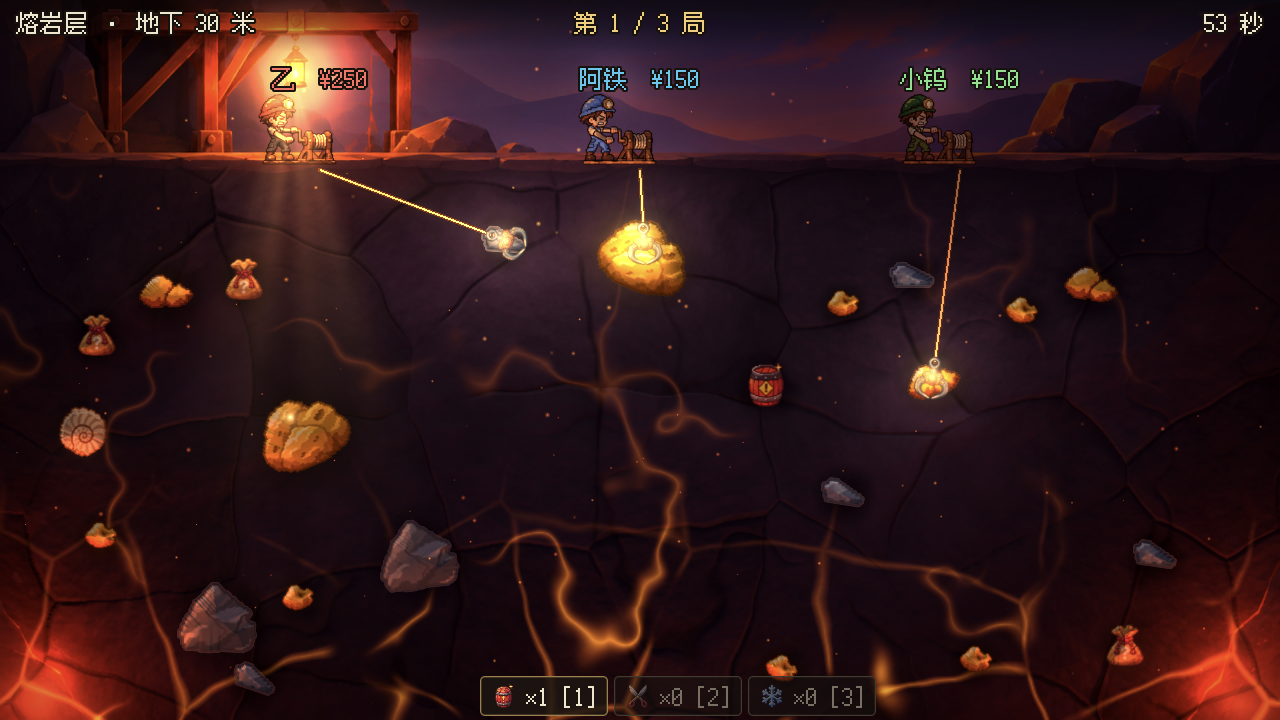 熔岩层 · 地下 30 米
第 1 / 3 局
53 秒
乙 ¥250
阿铁 ¥150
小钨 ¥150
?
?
!
?
×1 [1]
×0 [2]
×0 [3]